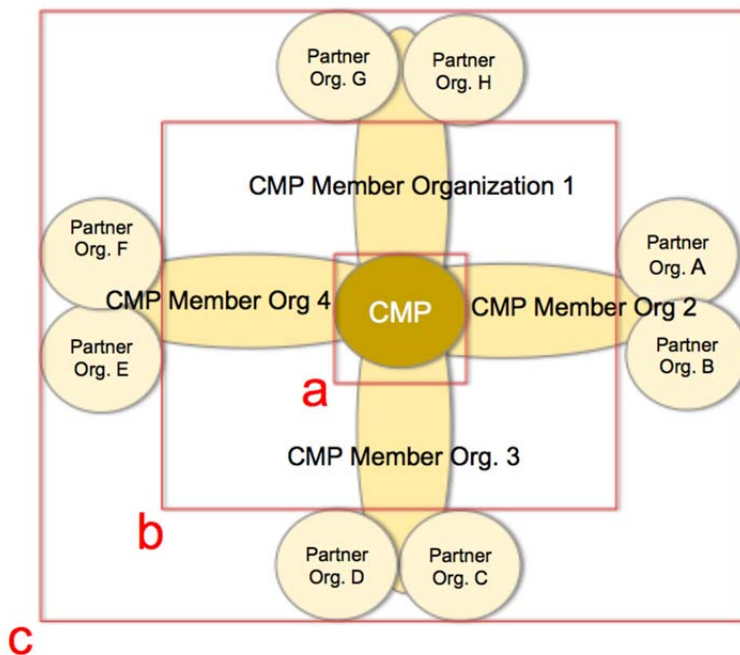 Partner
Org. G
Partner
Org. H
CMP Member Organization 1
Partner
Org. F
Partner
Org. A
CMP Member Org 4
CMP
CMP Member Org 2
Partner
Org. E
Partner
Org. B
a
CMP Member Org. 3
b
Partner
Org. D
Partner
Org. C
c